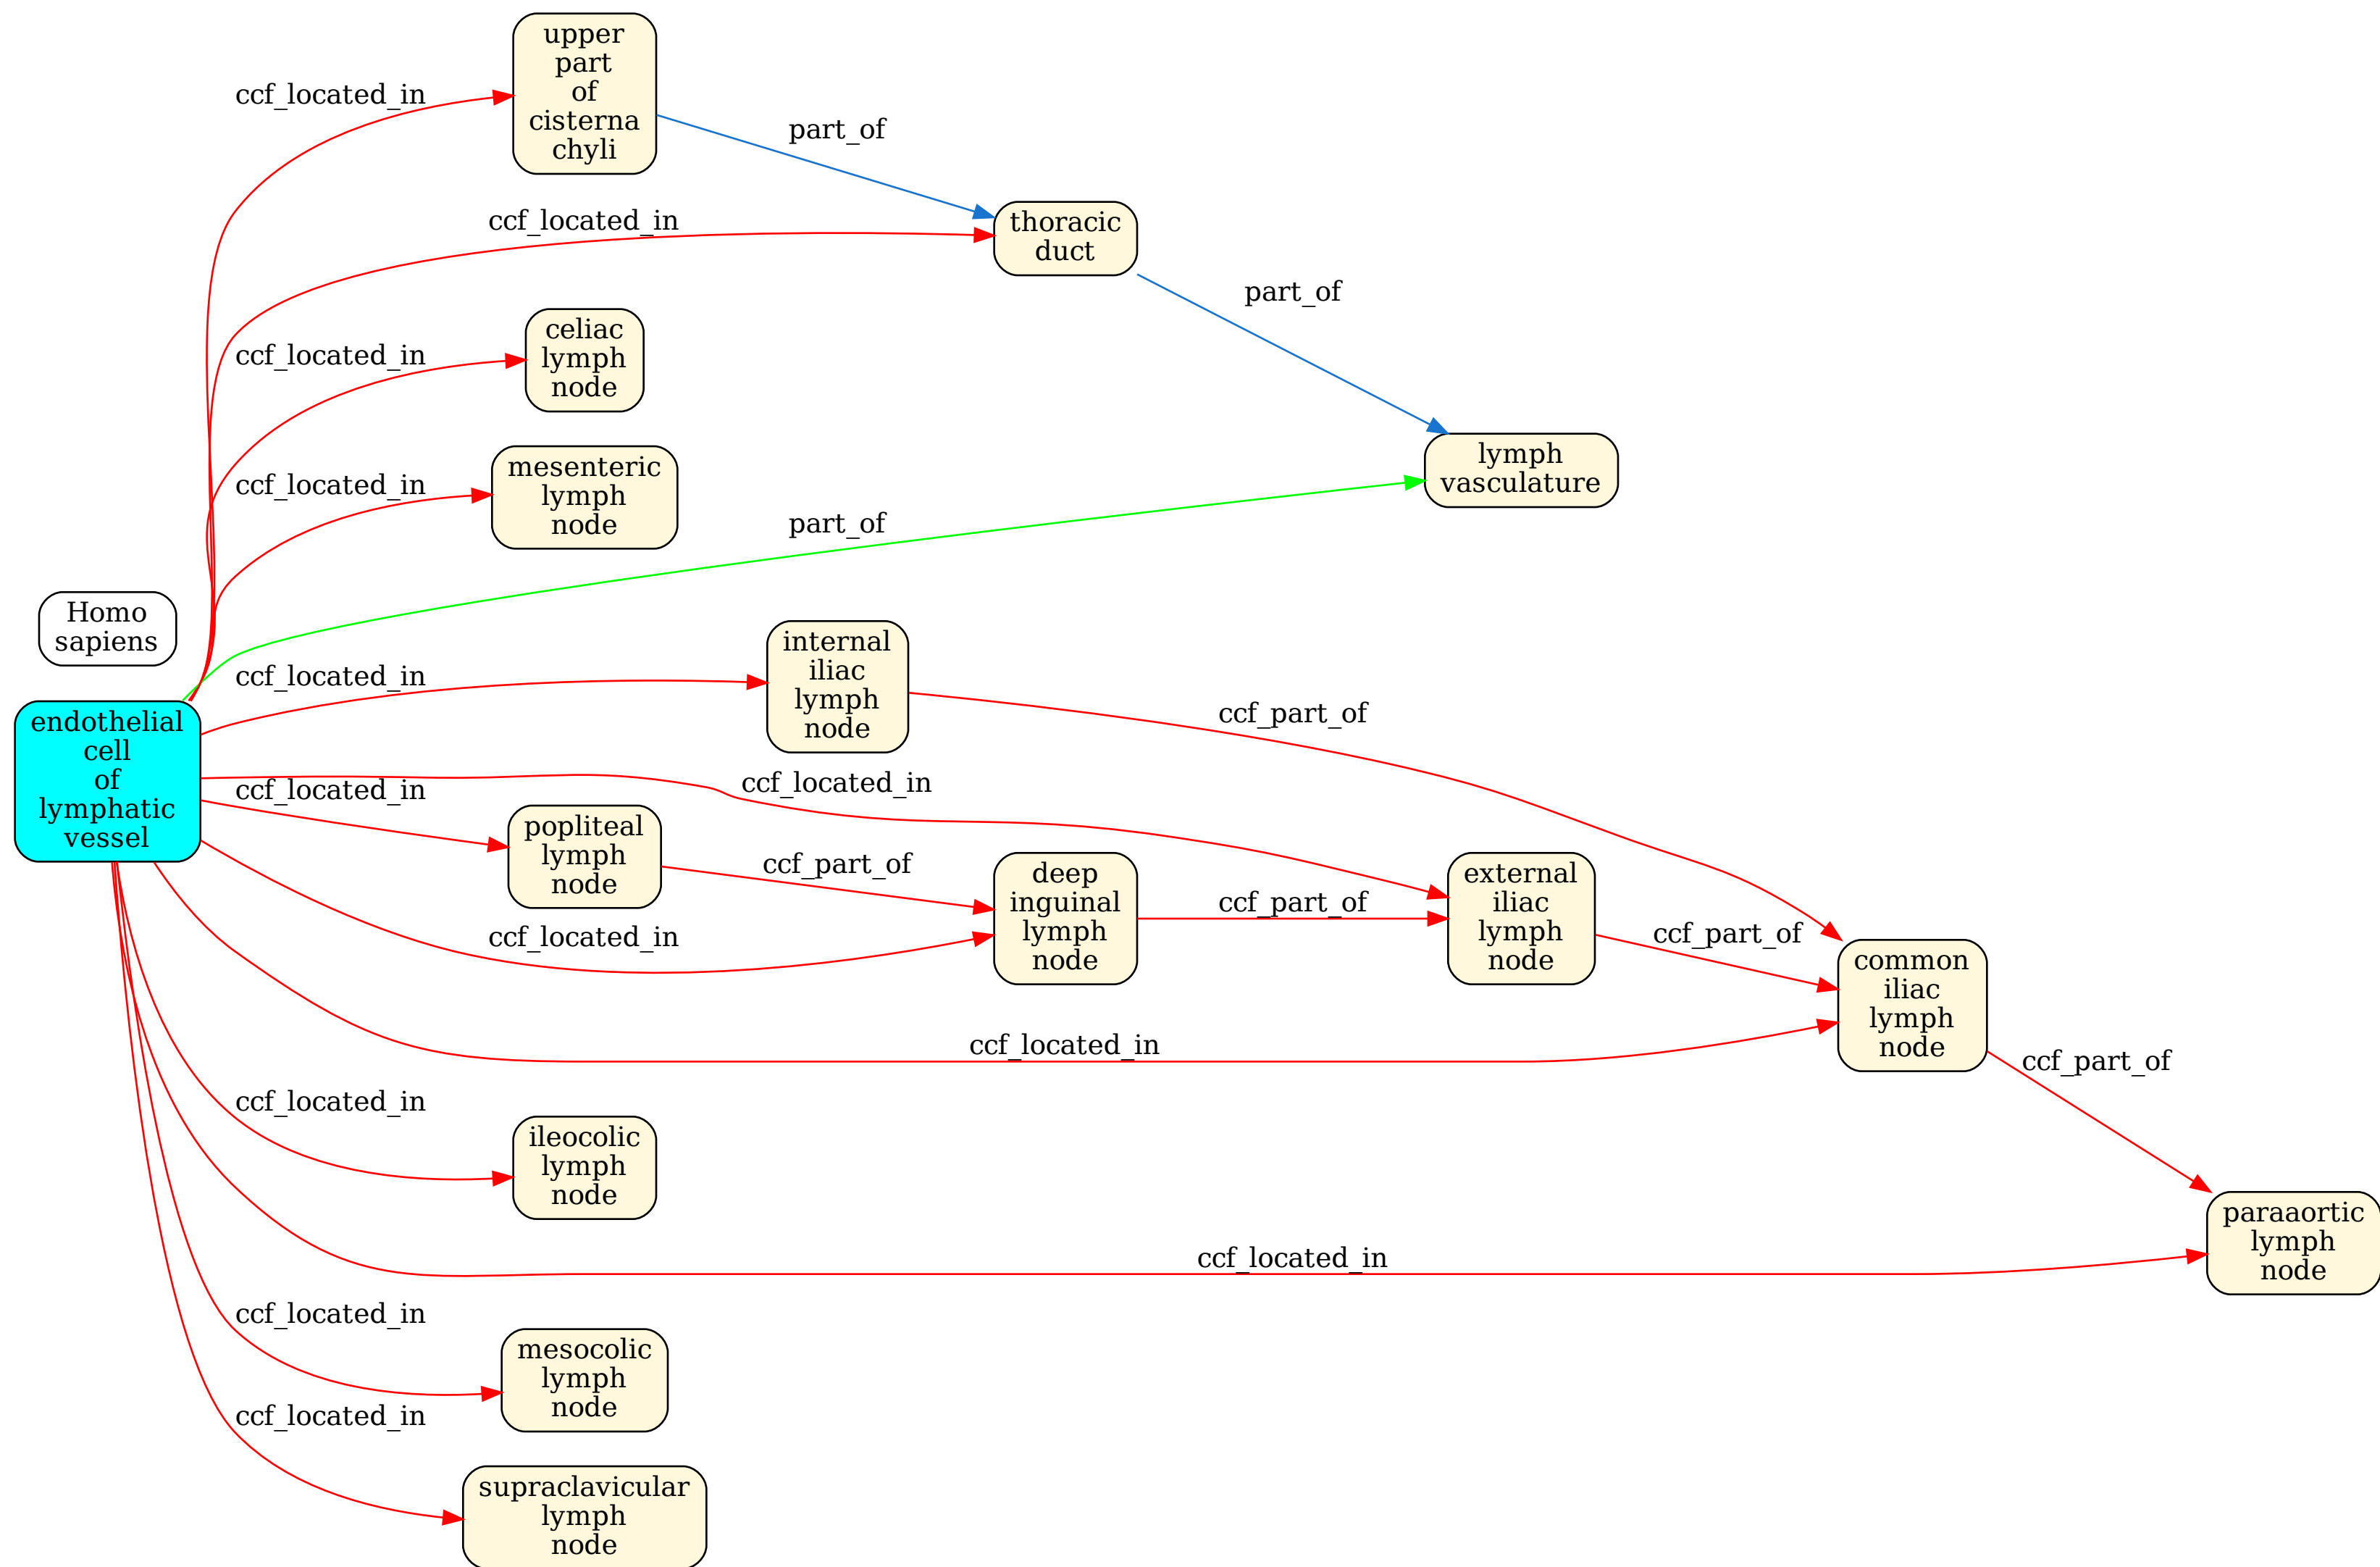 upper
part
of
cisterna
chyli
ccf_located_in
part_of
thoracic
duct
ccf_located_in
part_of
celiac
lymph
node
ccf_located_in
lymph
vasculature
mesenteric
lymph
node
ccf_located_in
part_of
Homo
sapiens
internal
iliac
lymph
node
ccf_located_in
ccf_part_of
endothelial
cell
of
lymphatic
vessel
ccf_located_in
ccf_located_in
popliteal
lymph
node
ccf_part_of
deep
inguinal
lymph
node
ccf_part_of
external
iliac
lymph
node
ccf_located_in
ccf_part_of
common
iliac
lymph
node
ccf_located_in
ccf_part_of
ccf_located_in
ileocolic
lymph
node
paraaortic
lymph
node
ccf_located_in
ccf_located_in
mesocolic
lymph
node
ccf_located_in
supraclavicular
lymph
node